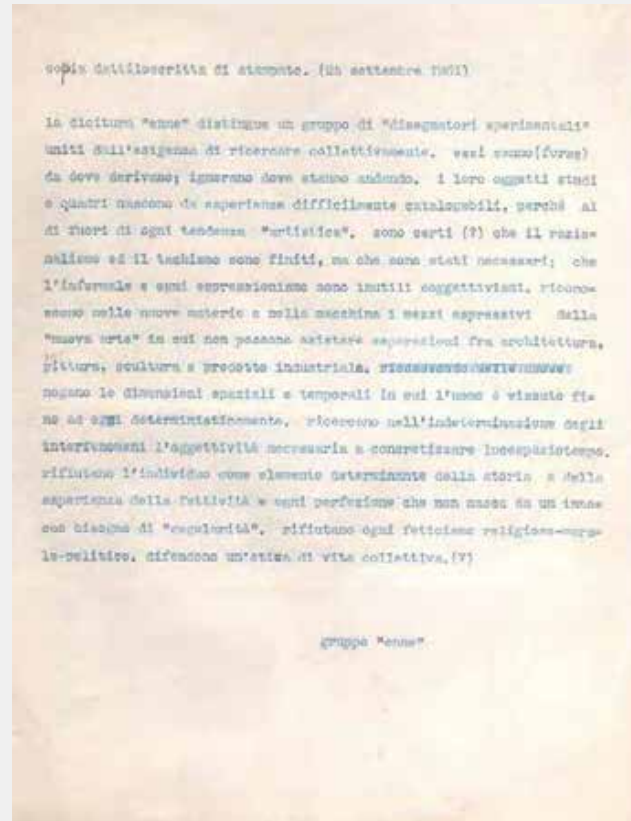 copia dattiloscritta di stampato. (settembre 1961)
la dicitura "enne" distingue un gruppo di "disegnatori sperimentali"
uniti dall'esigenza di ricercare collettivamente. essi sanno(forse)
da dove derivano; ignorano dove stanno andando. i loro oggetti studi
e quadri nascono da esperienze difficilmente catalogabili, perché al
di fuori di ogni tendenza "artistica". sono certi (?) che il razio=
nalismo ed il tachisme sono finiti, ma che sono stati necessari; che
l'informale e ogni espressionismo sono inutili soggettivismi. ricono=
scono nelle nuove materie e nella macchina i mezzi espressivi della
"nuova arte" in cui non possono esistere separazioni fra architettura,
pittura, scultura e prodotto industriale.
negano le dimensioni spaziali e temporali in cui l'uomo è vissuto fi=
no ad oggi deterministicamente. ricercano nell'indeterminazione degli
interfenomeni l'oggettività necessaria a concretizzare lucespaziotempo.
rifiutano l'individuo come elemento determinante della storia e della
esperienza della fattività e ogni perfezione che non nasca da un
bisogno di "regolarità". rifiutano ogni feticismo religioso-mora=
le-politico. difendono un'etica di vita collettiva.(?)
gruppo "enne"